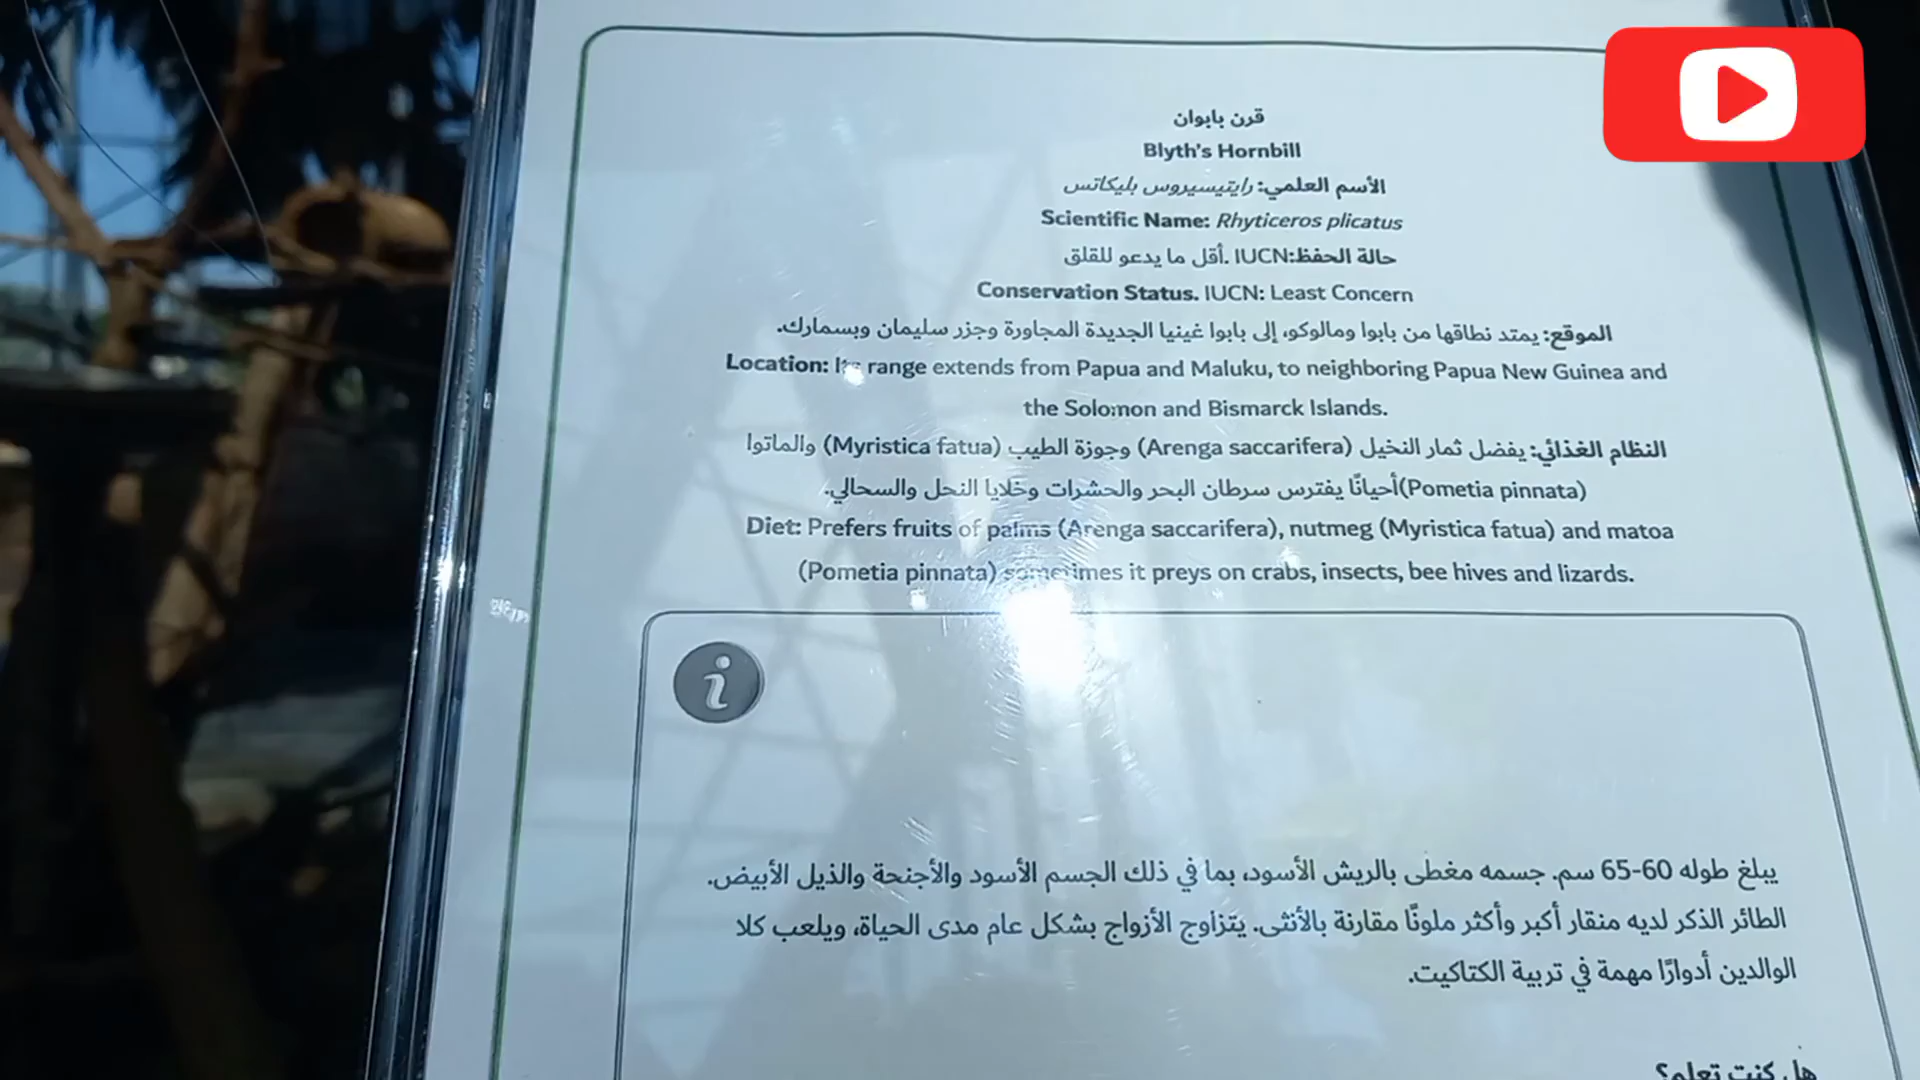 قرن بابوان
Blyth's Hornbill
الأسم العلمي: رايتيسيروس بليكاتس
Scientific Name: Rhyticeros plicatus
حالة الحفظ:IUCN .أقل ما يدعو للقلق
Conservation Status. IUCN: Least Concern
الموقع: يمتد نطاقها من بابوا ومالوكو، إلى بابوا غينيا الجديدة المجاورة وجزر سليمان وبسمارك.
Location: Its range extends from Papua and Maluku, to neighboring Papua New Guinea and
the Solomon and Bismarck Islands.
النظام الغذائي: يفضل ثمار النخيل (Arenga saccarifera) وجوزة الطيب (Myristica fatua) والماتوا
(Pometia pinnata)أحيانًا يفترس سرطان البحر والحشرات وخلايا النحل والسحالي.
Diet: Prefers fruits of palms (Arenga saccarifera), nutmeg (Myristica fatua) and matoa
(Pometia pinnata) sometimes it preys on crabs, insects, bee hives and lizards.
i
يبلغ طوله 60-65 سم. جسمه مغطى بالريش الأسود، بما في ذلك الجسم الأسود والأجنحة والذيل الأبيض.
الطائر الذكر لديه منقار أكبر وأكثر ملونًا مقارنة بالأنثى. يتزاوج الأزواج بشكل عام مدى الحياة، ويلعب كلا
الوالدين أدوارًا مهمة في تربية الكتاكيت.
هل كنت تعلم؟